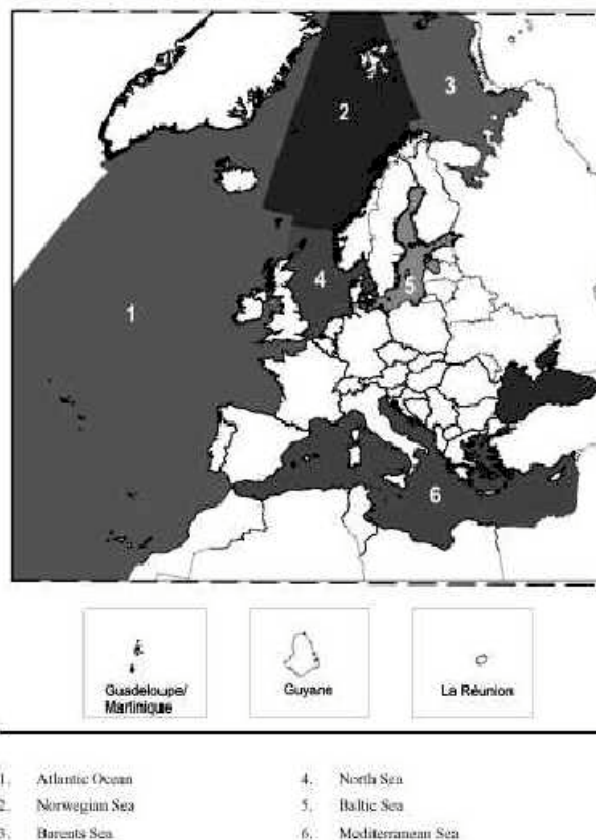 1
2
3
4
5
6
Guadeloupe/
Martinique
Guyane
La Réunion
1. Atlantic Ocean
2. Norwegian Sea
3. Barents Sea
4. North Sea
5. Baltic Sea
6. Mediterranean Sea